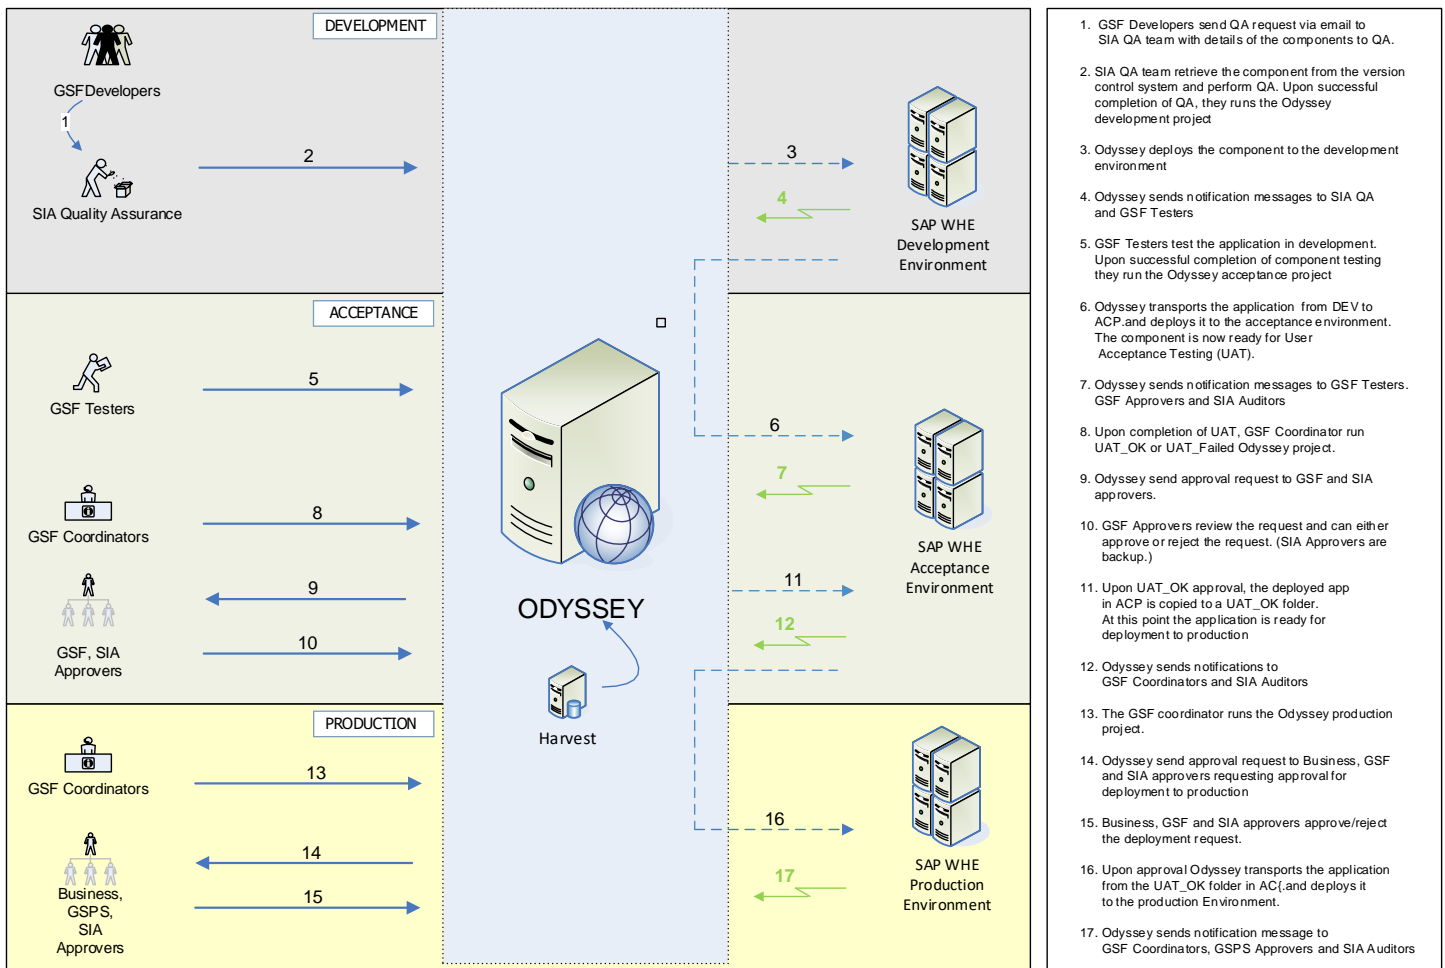 DEVELOPMENT
GSFDevelopers
1
SIA Quality Assurance
2
3
4
SAP WHE
Development
Environment
ACCEPTANCE
GSF Testers
5
6
7
GSF Coordinators
8
SAP WHE
Acceptance
Environment
9
GSF, SIA
Approvers
10
11
12
ODYSSEY
Harvest
PRODUCTION
GSF Coordinators
13
14
Business,
GSPS,
SIA
Approvers
15
16
17
SAP WHE
Production
Environment
1. GSF Developers send QA request via email to
SIA QA team with details of the components to QA.
2. SIA QA team retrieve the component from the version
control system and perform QA. Upon successful
completion of QA, they runs the Odyssey
development project
3. Odyssey deploys the component to the development
environment
4. Odyssey sends notification messages to SIA QA
and GSF Testers
5. GSF Testers test the application in development.
Upon successful completion of component testing
they run the Odyssey acceptance project
6. Odyssey transports the application from DEV to
ACP.and deploys it to the acceptance environment.
The component is now ready for User
Acceptance Testing (UAT).
7. Odyssey sends notification messages to GSF Testers.
GSF Approvers and SIA Auditors
8. Upon completion of UAT, GSF Coordinator run
UAT_OK or UAT_Failed Odyssey project.
9. Odyssey send approval request to GSF and SIA
approvers.
10. GSF Approvers review the request and can either
approve or reject the request. (SIA Approvers are
backup.)
11. Upon UAT_OK approval, the deployed app
in ACP is copied to a UAT_OK folder.
At this point the application is ready for
deployment to production
12. Odyssey sends notifications to
GSF Coordinators and SIA Auditors
13. The GSF coordinator runs the Odyssey production
project.
14. Odyssey send approval request to Business, GSF
and SIA approvers requesting approval for
deployment to production
15. Business, GSF and SIA approvers approve/reject
the deployment request.
16. Upon approval Odyssey transports the application
from the UAT_OK folder in AC{.and deploys it
to the production Environment.
17. Odyssey sends notification message to
GSF Coordinators, GSPS Approvers and SIA Auditors